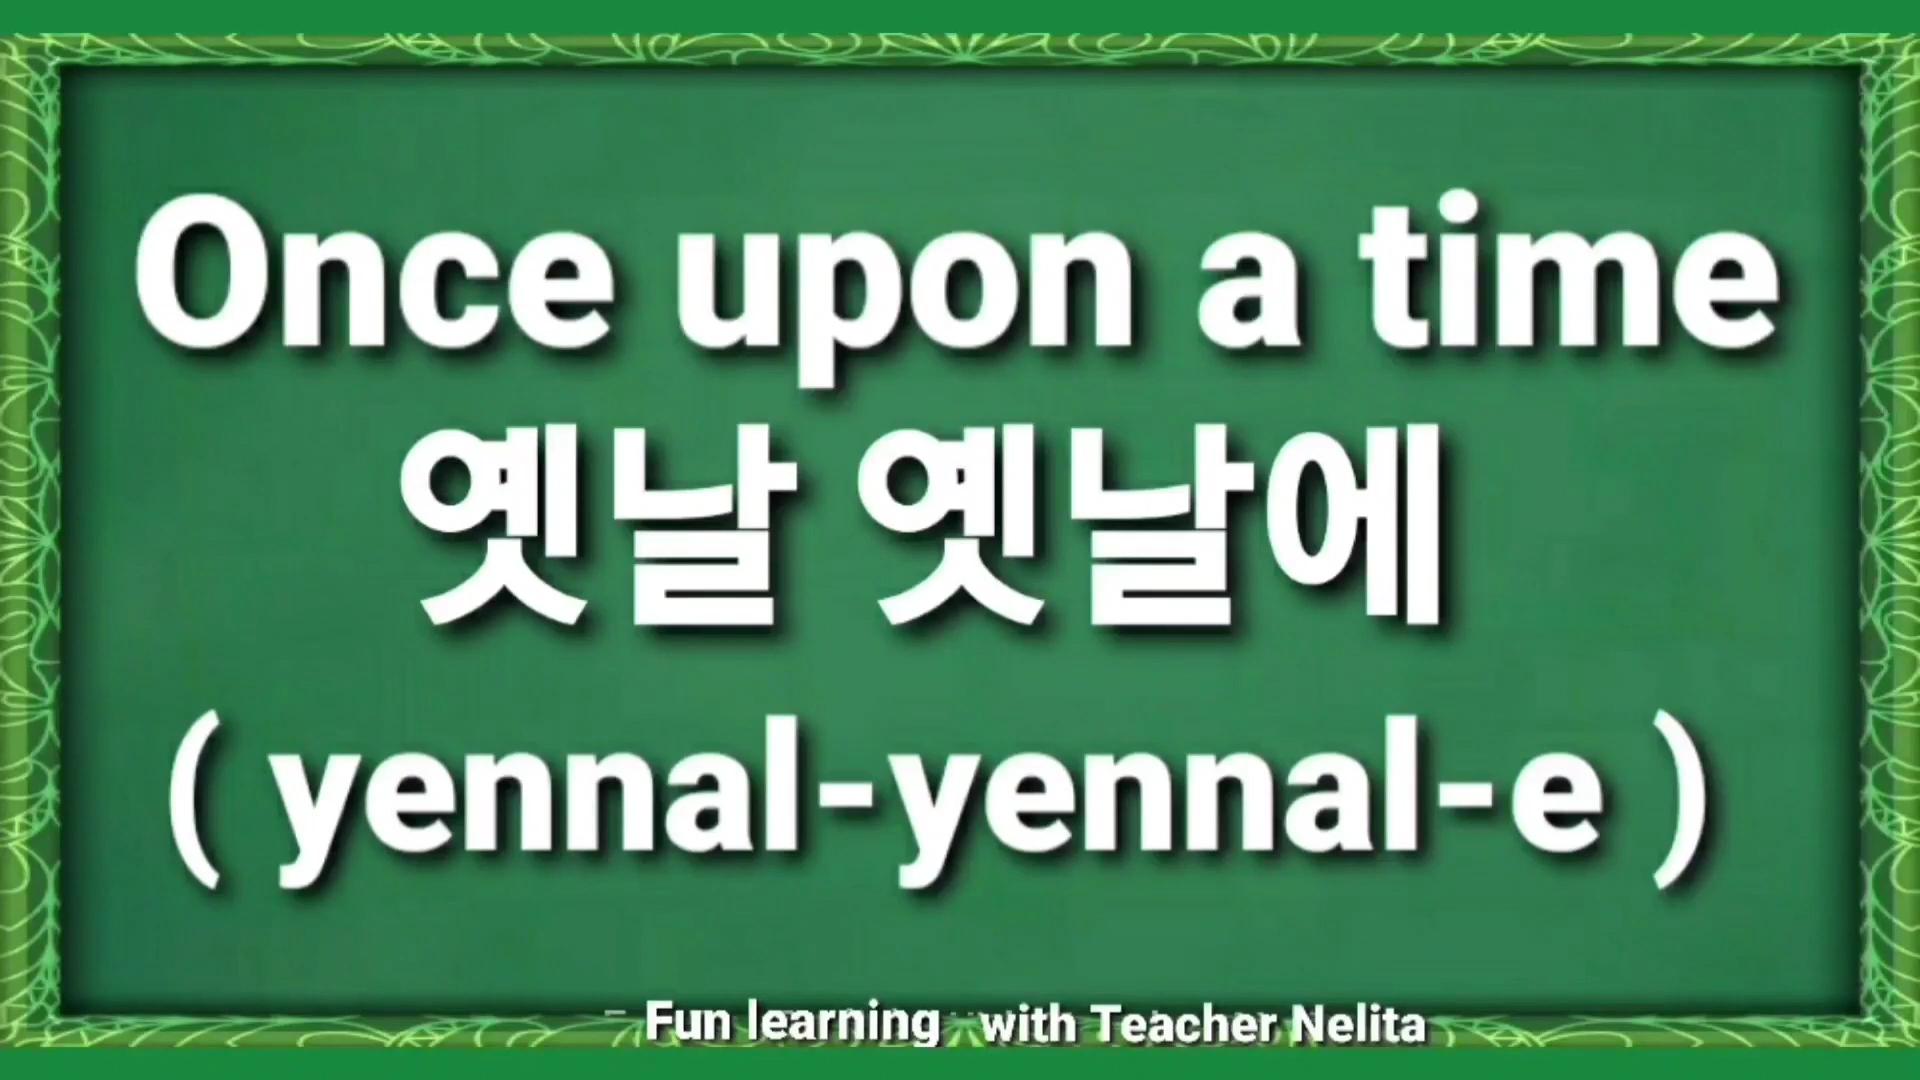 Once upon a time
옛날 옛날에
( yennal-yennal-e )
Fun learning with Teacher Nelita